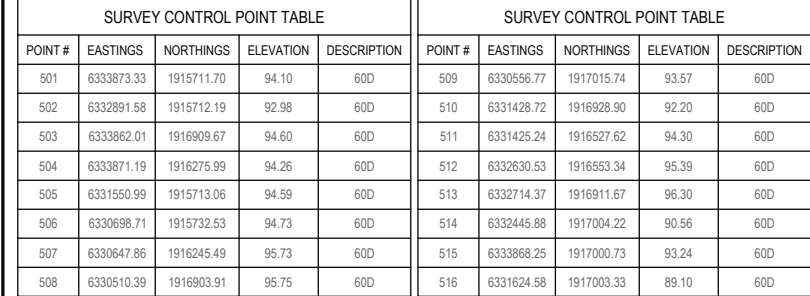 SURVEY CONTROL POINT TABLE
POINT # EASTINGS NORTHINGS ELEVATION DESCRIPTION
501 6333873.33 1915711.70 94.10 60D
502 6332891.58 1915712.19 92.98 60D
503 6333862.01 1916909.67 94.60 60D
504 6333871.19 1916275.99 94.26 60D
505 6331550.99 1915713.06 94.59 60D
506 6330698.71 1915732.53 94.73 60D
507 6330647.86 1916245.49 95.73 60D
508 6330510.39 1916903.91 95.75 60D
SURVEY CONTROL POINT TABLE
POINT # EASTINGS NORTHINGS ELEVATION DESCRIPTION
509 6330556.77 1917015.74 93.57 60D
510 6331428.72 1916928.90 92.20 60D
511 6331425.24 1916527.62 94.30 60D
512 6332630.53 1916553.34 95.39 60D
513 6332714.37 1916911.67 96.30 60D
514 6332445.88 1917004.22 90.56 60D
515 6333868.25 1917000.73 93.24 60D
516 6331624.58 1917003.33 89.10 60D